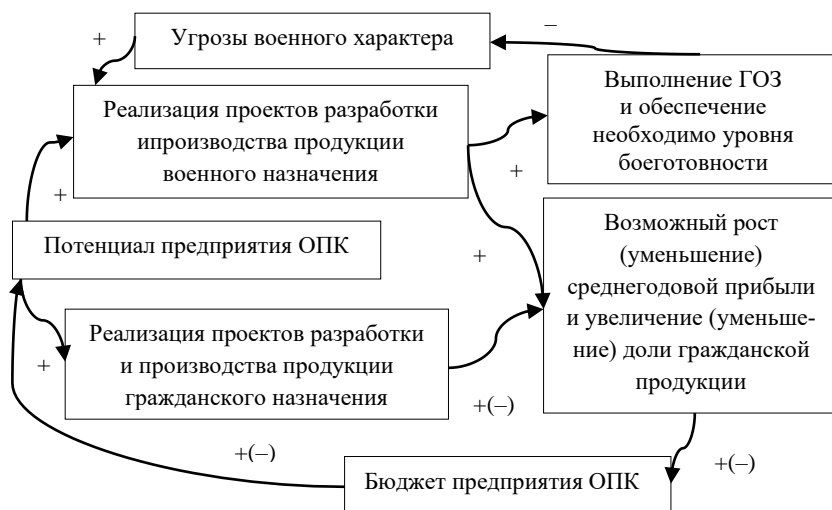 +
Угрозы военного характера
–
Реализация проектов разработки
ипроизводства продукции
военного назначения
Выполнение ГОЗ
и обеспечение
необходимо уровня
боеготовности
+
+
Потенциал предприятия ОПК
+
Возможный рост
(уменьшение)
среднегодовой прибыли
и увеличение (уменьше-
ние) доли гражданской
продукции
Реализация проектов разработки
и производства продукции
гражданского назначения
+
+(–)
+(–)
+(–)
Бюджет предприятия ОПК